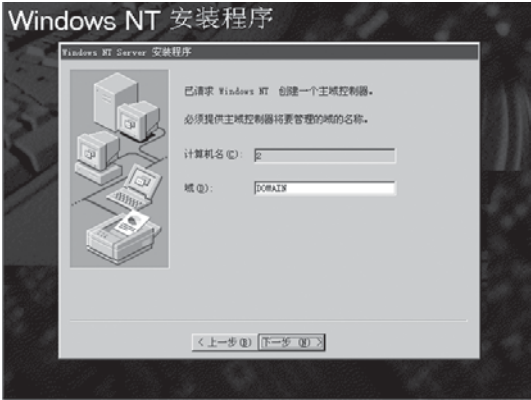 Windows NT 安装程序
Windows NT Server 安装程序
已请求 Windows NT 创建一个主域控制器。
必须提供主域控制器将要管理的域的名称。
计算机名(C): 2
域(D): DOMAIN
< 上一步(B) 下一步(N) >